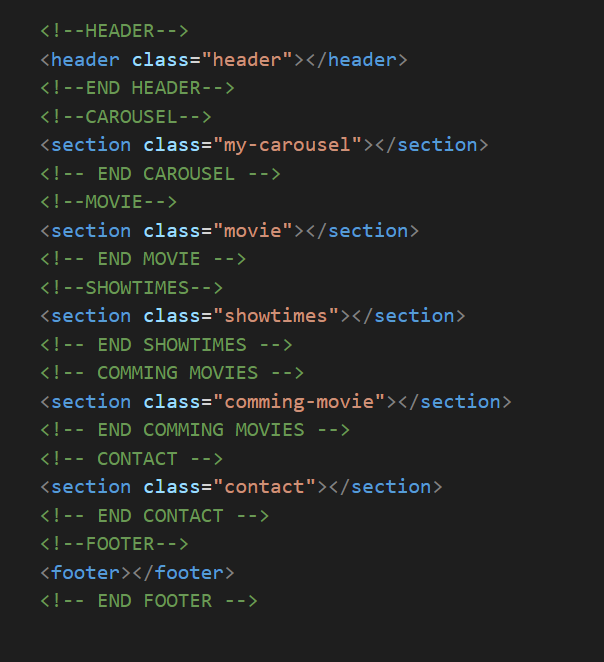 <!--HEADER-->
<header class="header"></header>
<!--END HEADER-->
<!--CAROUSEL-->
<section class="my-carousel"></section>
<!-- END CAROUSEL -->
<!--MOVIE-->
<section class="movie"></section>
<!-- END MOVIE -->
<!--SHOWTIMES-->
<section class="showtimes"></section>
<!-- END SHOWTIMES -->
<!-- COMMING MOVIES -->
<section class="comming-movie"></section>
<!-- END COMMING MOVIES -->
<!-- CONTACT -->
<section class="contact"></section>
<!-- END CONTACT -->
<!--FOOTER-->
<footer></footer>
<!-- END FOOTER -->